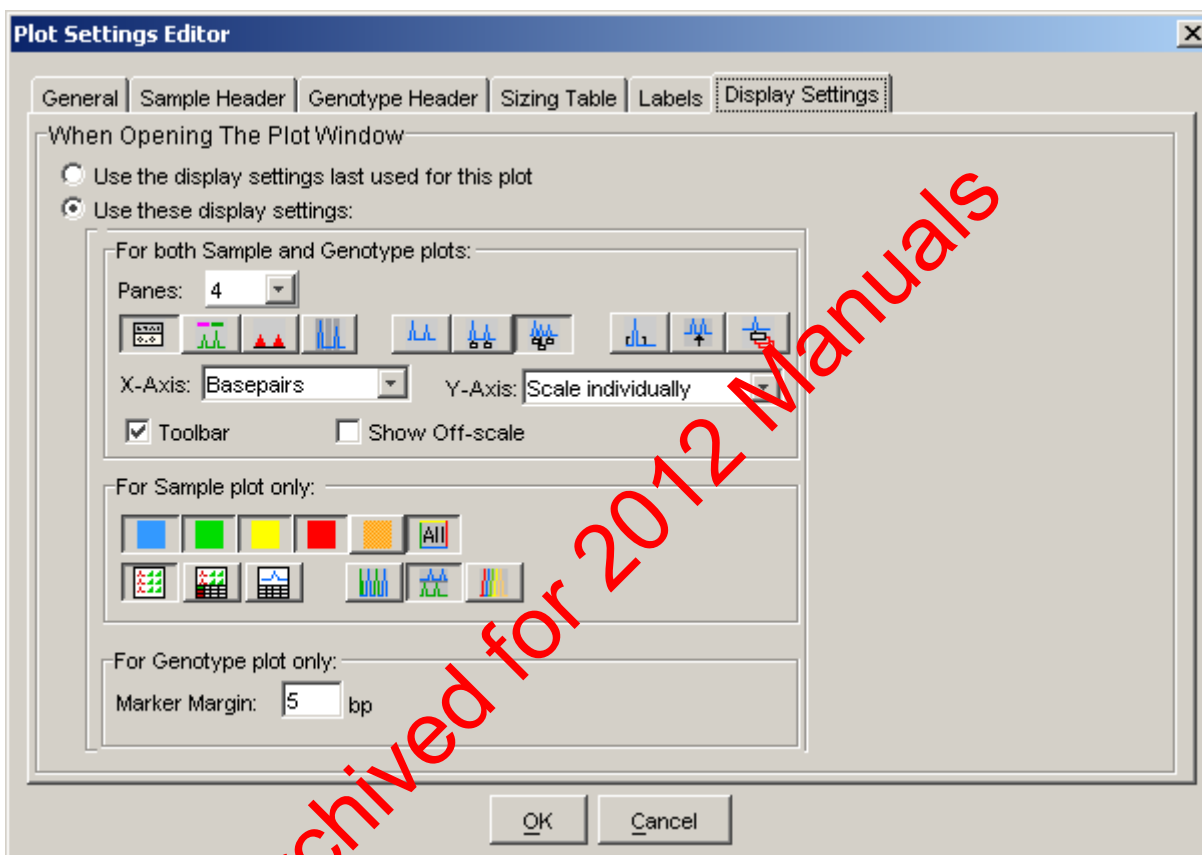 Plot Settings Editor
General Sample Header Genotype Header Sizing Table Labels Display Settings
When Opening The Plot Window
Use the display settings last used for this plot
Use these display settings:
For both Sample and Genotype plots:
Panes: 4
X-Axis: Basepairs Y-Axis: Scale individually
Toolbar Show Off-scale
For Sample plot only:
All
For Genotype plot only:
Marker Margin: 5 bp
OK Cancel
chived for 2012 Manuals